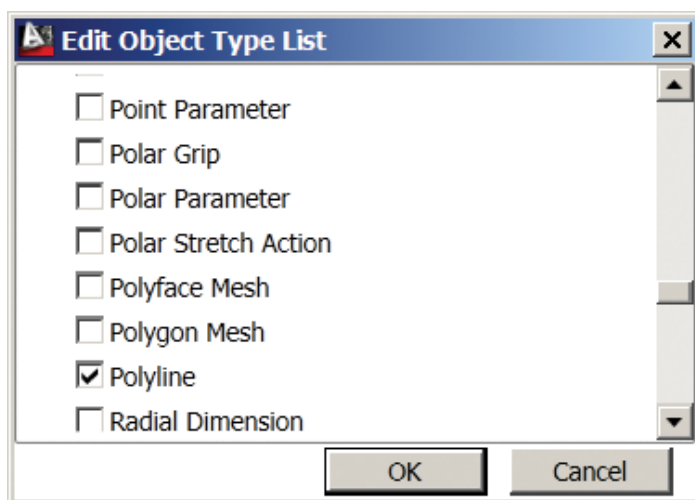 Edit Object Type List
Point Parameter
Polar Grip
Polar Parameter
Polar Stretch Action
Polyface Mesh
Polygon Mesh
Polyline
Radial Dimension
OK Cancel